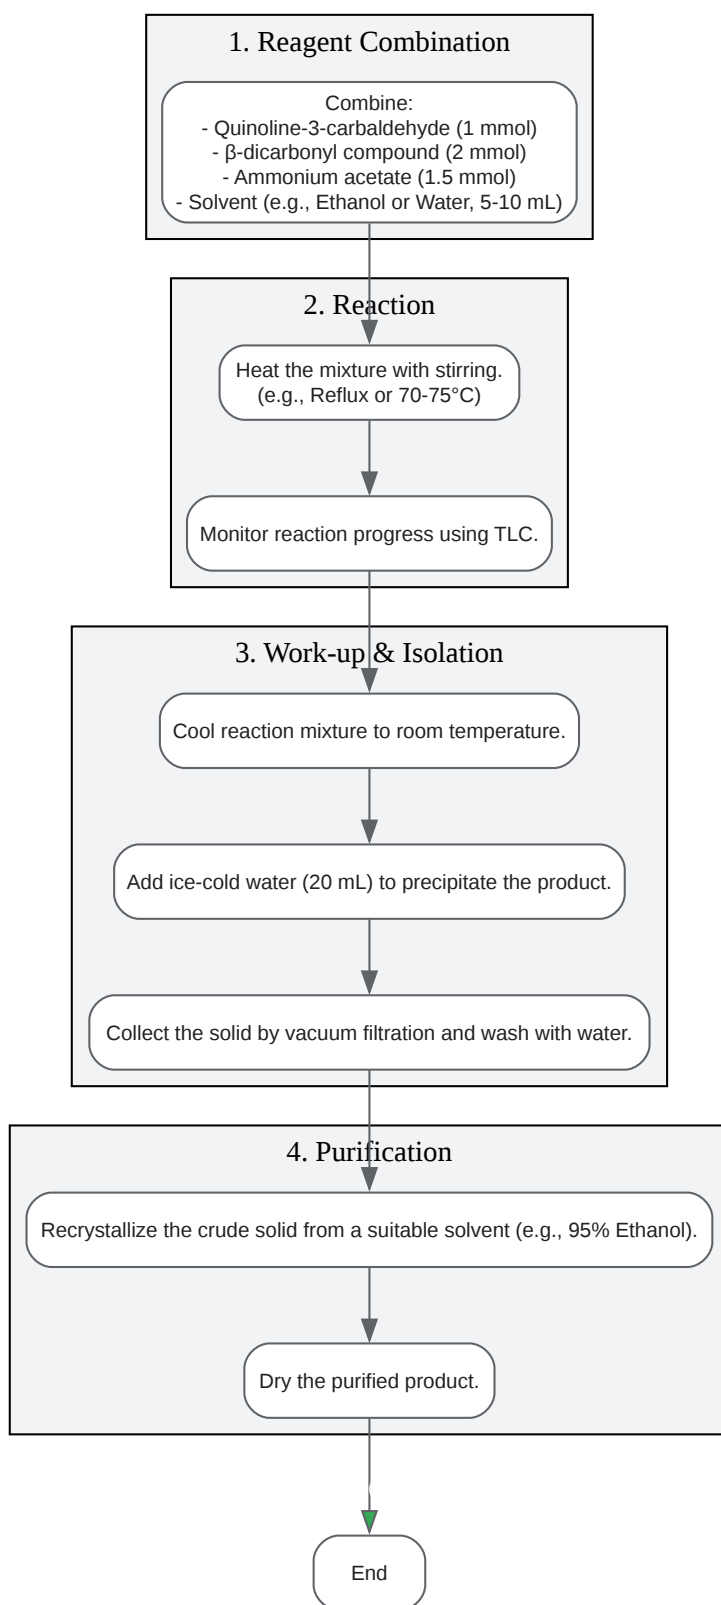 1. Reagent Combination
Combine:
- Quinoline-3-carbaldehyde (1 mmol)
- β-dicarbonyl compound (2 mmol)
- Ammonium acetate (1.5 mmol)
- Solvent (e.g., Ethanol or Water, 5-10 mL)
2. Reaction
Heat the mixture with stirring.
(e.g., Reflux or 70-75°C)
Monitor reaction progress using TLC.
3. Work-up & Isolation
Cool reaction mixture to room temperature.
Add ice-cold water (20 mL) to precipitate the product.
Collect the solid by vacuum filtration and wash with water.
4. Purification
Recrystallize the crude solid from a suitable solvent (e.g., 95% Ethanol).
Dry the purified product.
End